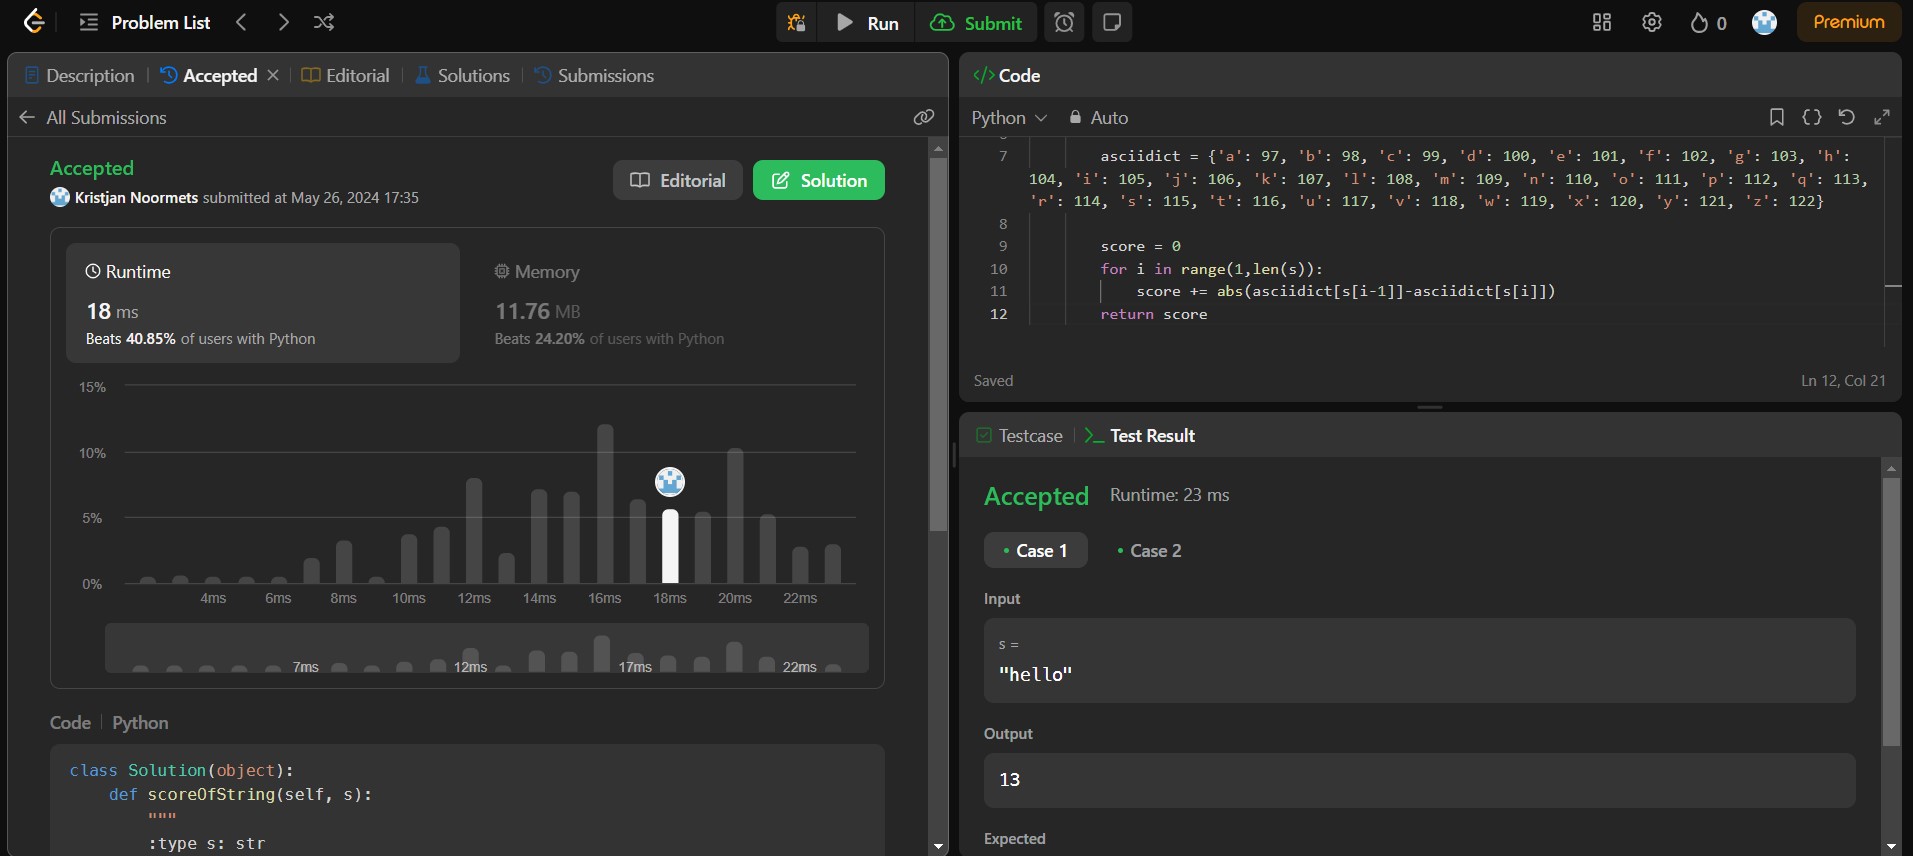 Problem List
Run
Submit
0
Premium
Description
Accepted
Editorial
Solutions
Submissions
All Submissions
Accepted
Kristjan Noormets submitted at May 26, 2024 17:35
Editorial
Solution
Runtime
18 ms
Beats 40.85% of users with Python
Memory
11.76 MB
Beats 24.20% of users with Python
15%
10%
5%
0%
4ms 6ms 8ms 10ms 12ms 14ms 16ms 18ms 20ms 22ms
7ms 12ms 17ms 22ms
Code | Python
class Solution(object):
def scoreOfString(self, s):
"""
:type s: str
</> Code
Python
Auto
7 asciidict = {'a': 97, 'b': 98, 'c': 99, 'd': 100, 'e': 101, 'f': 102, 'g': 103, 'h':
104, 'i': 105, 'j': 106, 'k': 107, 'l': 108, 'm': 109, 'n': 110, 'o': 111, 'p': 112, 'q': 113,
'r': 114, 's': 115, 't': 116, 'u': 117, 'v': 118, 'w': 119, 'x': 120, 'y': 121, 'z': 122}
8
9 score = 0
10 for i in range(1,len(s)):
11 score += abs(asciidict[s[i-1]]-asciidict[s[i]])
12 return score
Saved
Ln 12, Col 21
Testcase
Test Result
Accepted
Runtime: 23 ms
• Case 1
• Case 2
Input
s =
"hello"
Output
13
Expected